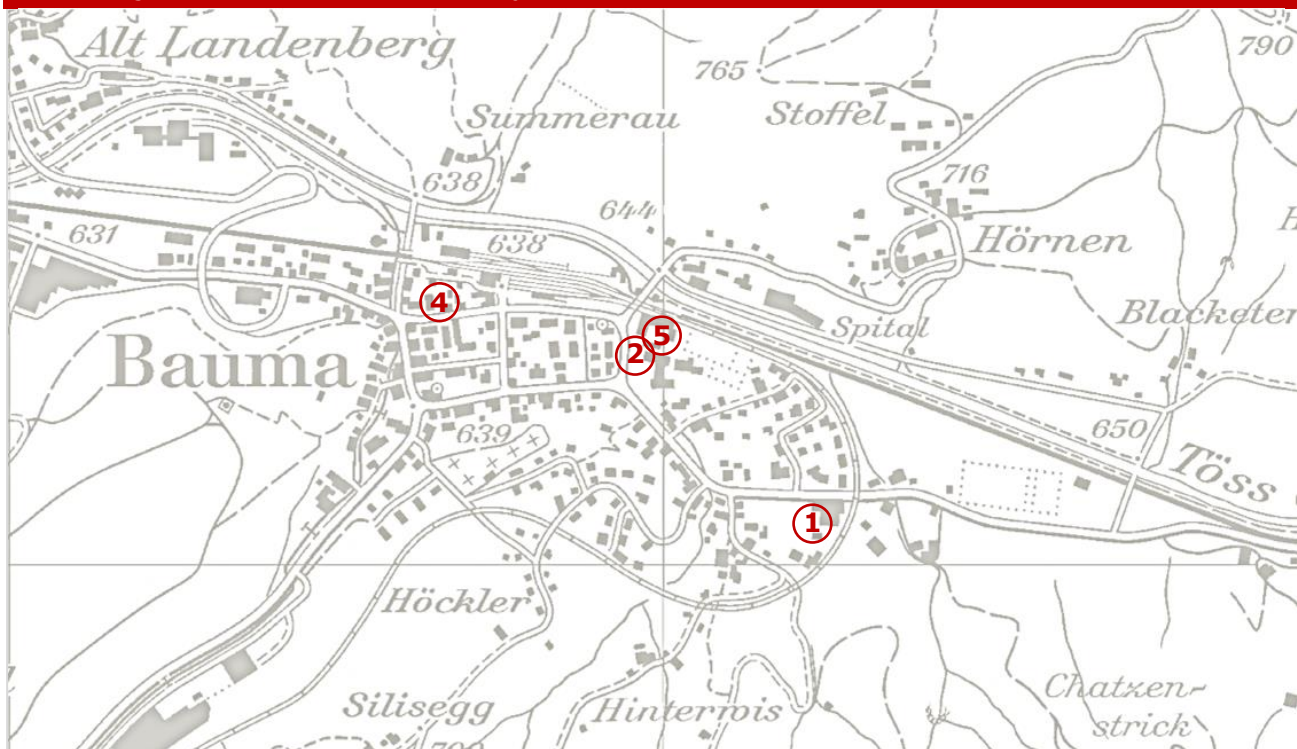 Alt Landenberg
790
765
Stoffel
Summerau
638
716
644
631
638
Hörnen
4
Blacketen
5
2
Spital
Bauma
650
639
Töss
1
Höckler
Chatzen-
strick
Silisegg
Hinterwis